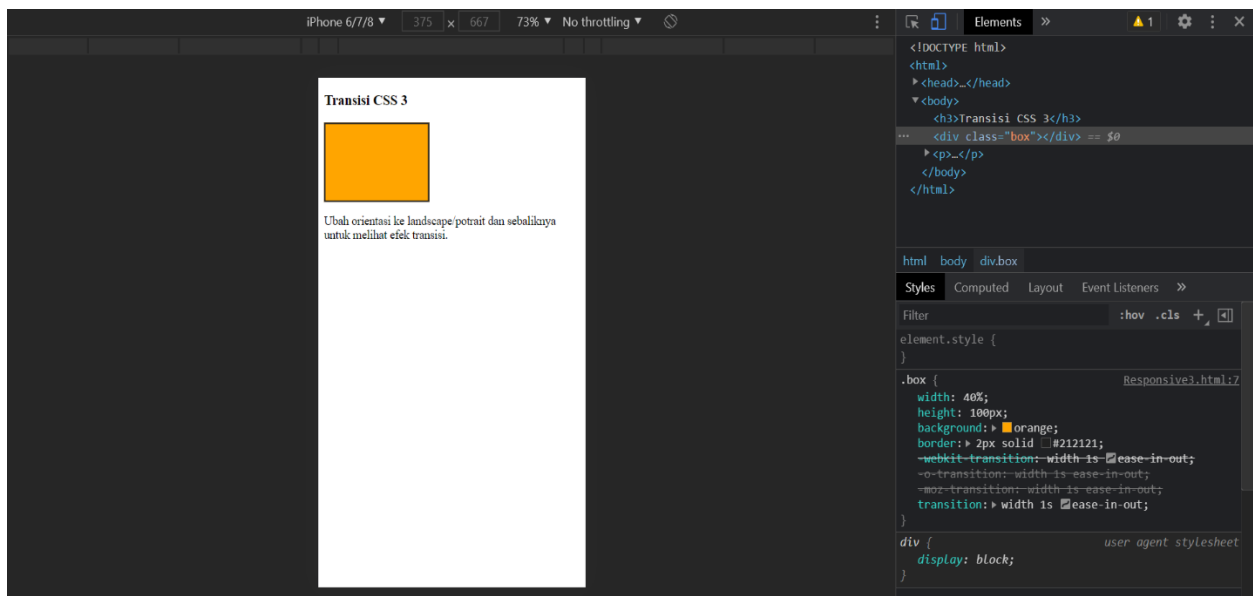 iPhone 6/7/8 ▼ 375 x 667 73% ▼ No throttling ▼
Transisi CSS 3
Ubah orientasi ke landscape/potrait dan sebaliknya
untuk melihat efek transisi.
Elements » 1
<!DOCTYPE html>
<html>
▶<head>…</head>
▼<body>
<h3>Transisi CSS 3</h3>
… <div class="box"></div> == $0
▶<p>…</p>
</body>
</html>
html body div.box
Styles Computed Layout Event Listeners »
Filter :hov .cls +
element.style {
}
.box { Responsive3.html:7
width: 40%;
height: 100px;
background: ▶ orange;
border: ▶ 2px solid #212121;
-webkit-transition: width 1s ease-in-out;
-o-transition: width 1s ease-in-out;
-moz-transition: width 1s ease-in-out;
transition: ▶ width 1s ease-in-out;
}
div { user agent stylesheet
display: block;
}